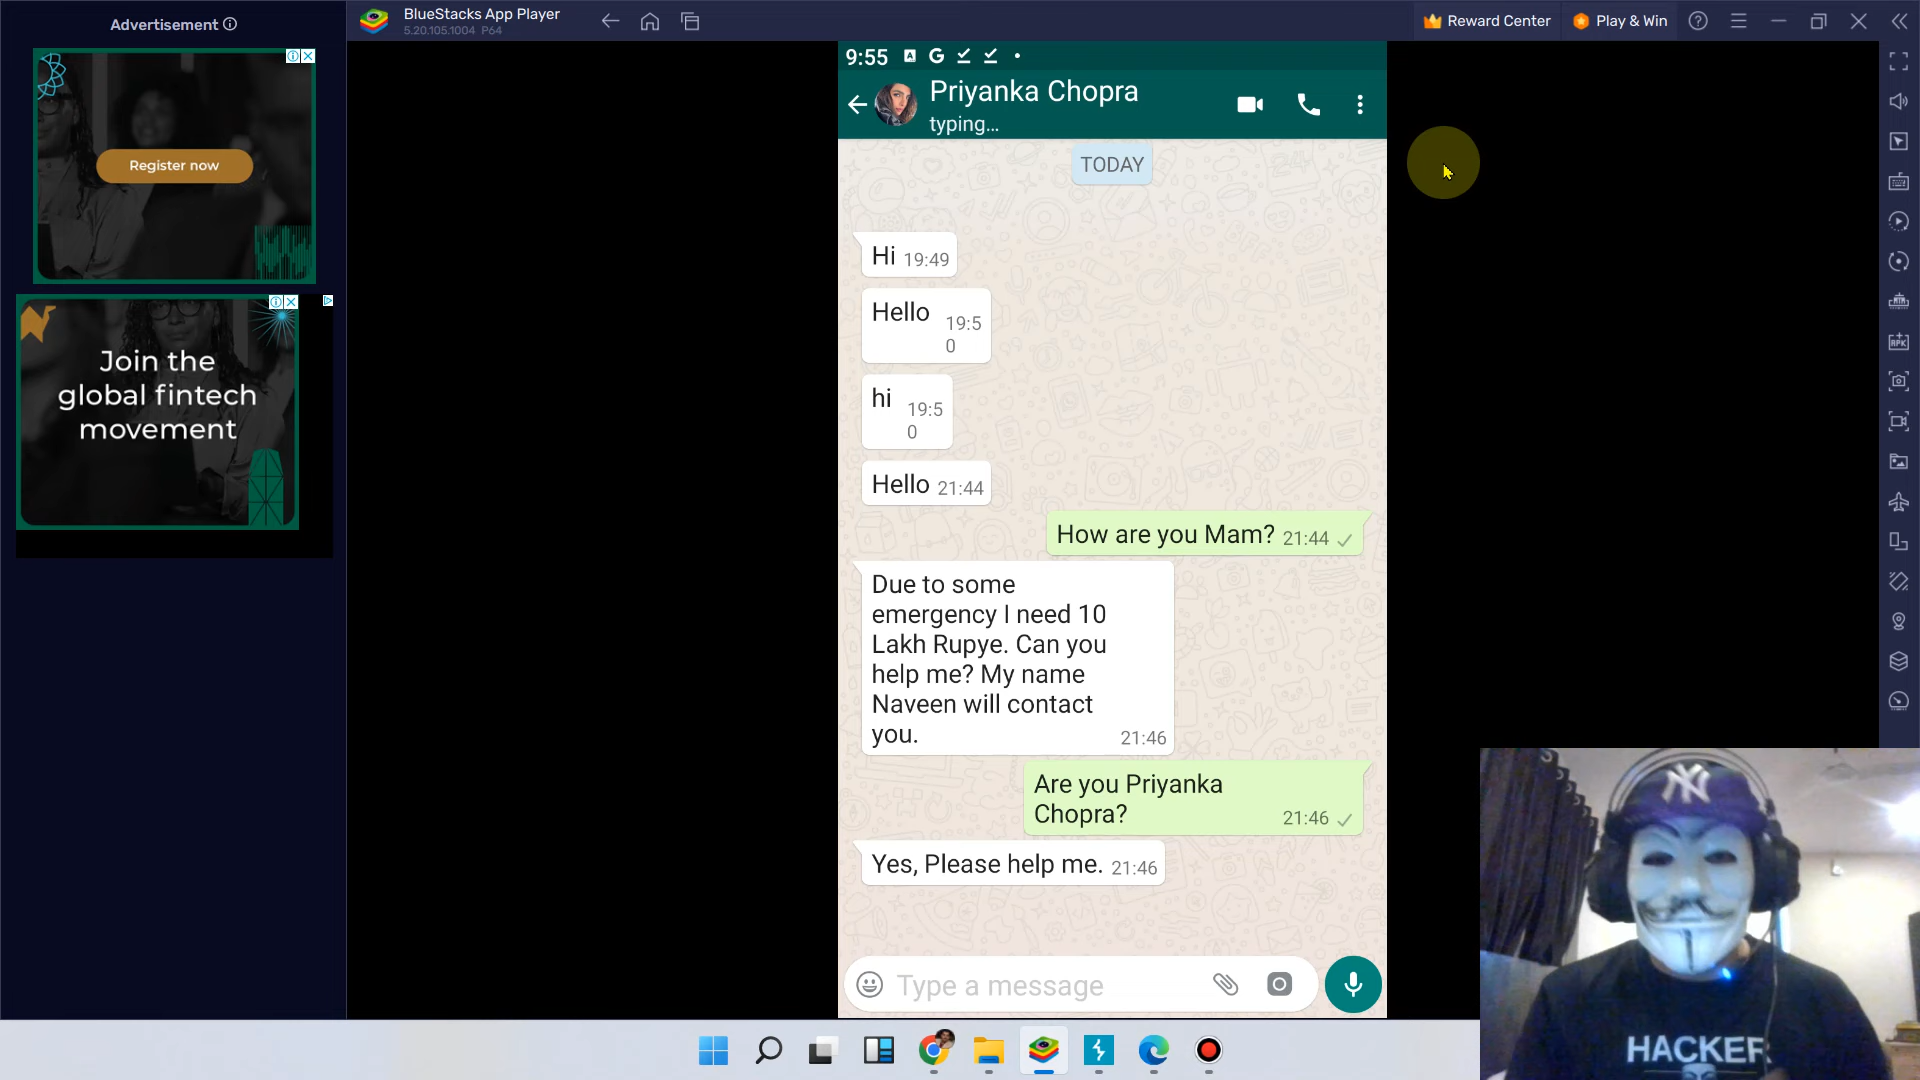 Advertisement
BlueStacks App Player
5.20.105.1004 P64
Reward Center
Play & Win
Register now
Join the
global fintech
movement
9:55
Priyanka Chopra
typing...
TODAY
Hi 19:49
Hello 19:5
0
hi 19:5
0
Hello 21:44
How are you Mam? 21:44
Due to some
emergency I need 10
Lakh Rupye. Can you
help me? My name
Naveen will contact
you. 21:46
Are you Priyanka
Chopra? 21:46
Yes, Please help me. 21:46
Type a message
NY
HACKER